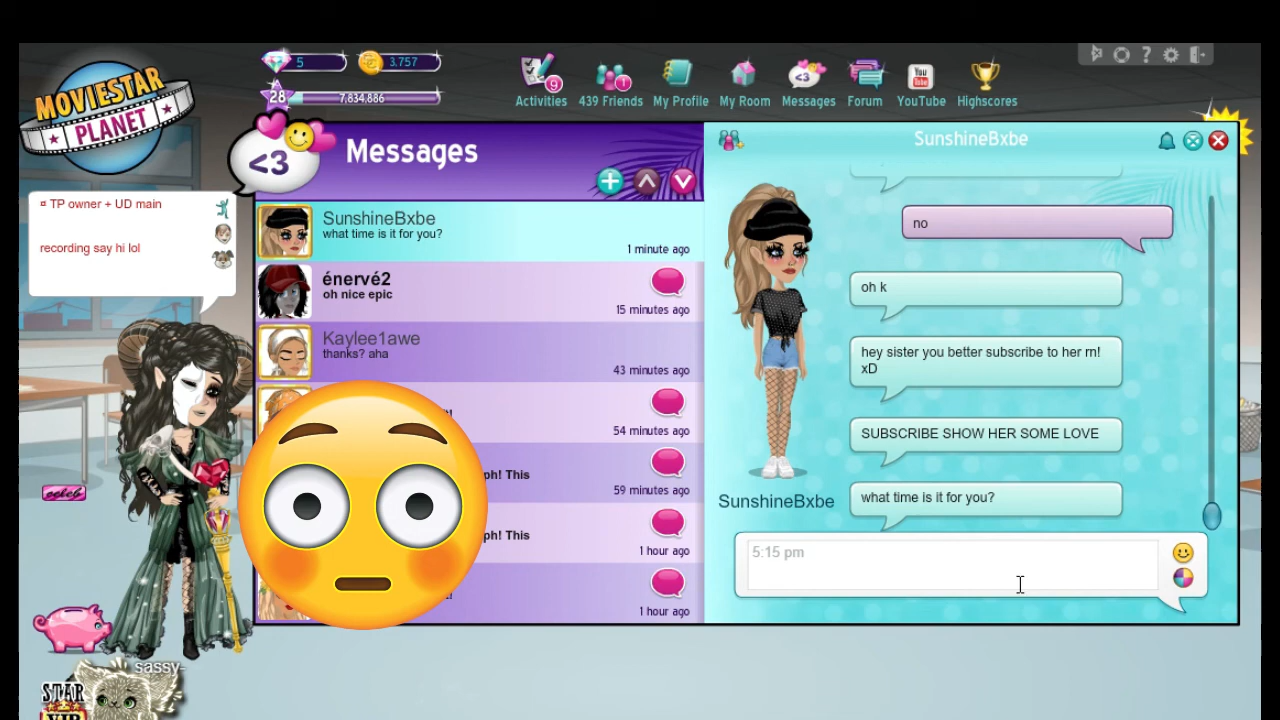 MOVIESTAR
PLANET
5
3.757
28
7,834,886
9
1
<3
You
Tube
Activities
439 Friends
My Profile
My Room
Messages
Forum
YouTube
Highscores
<3
Messages
SunshineBxbe
¤ TP owner + UD main
recording say hi lol
SunshineBxbe
what time is it for you?
1 minute ago
énervé2
oh nice epic
15 minutes ago
Kaylee1awe
thanks? aha
43 minutes ago
54 minutes ago
ph! This
59 minutes ago
ph! This
1 hour ago
1 hour ago
no
oh k
hey sister you better subscribe to her rn!
xD
SUBSCRIBE SHOW HER SOME LOVE
what time is it for you?
SunshineBxbe
5:15 pm
celeb
sassy-
STAR
VIP